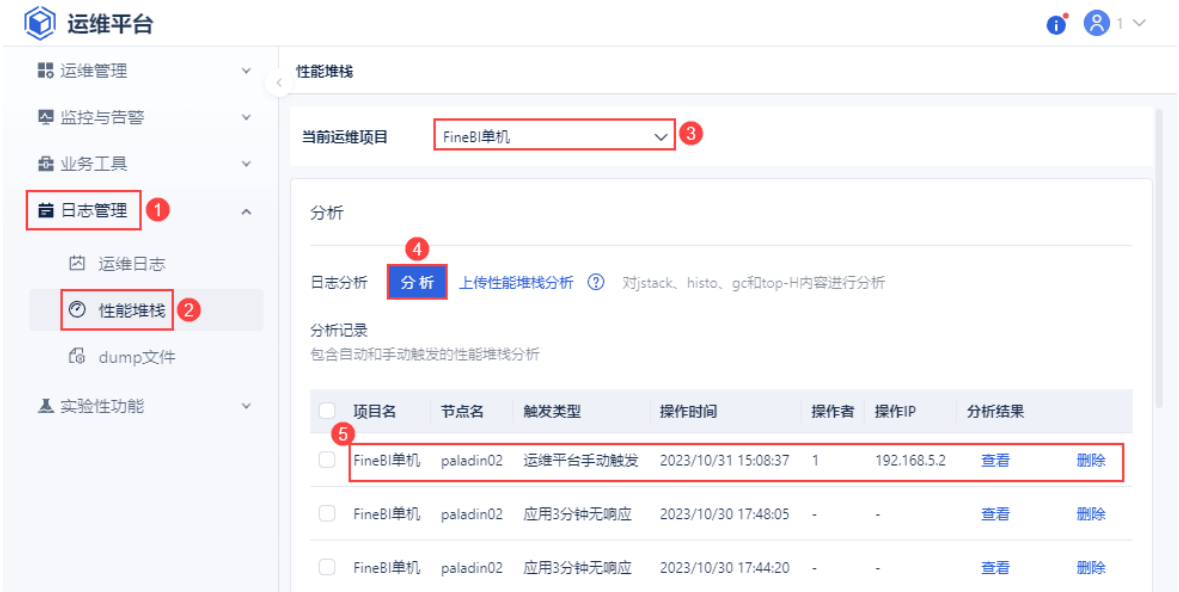 运维平台
1
运维管理
性能堆栈
监控与告警
当前运维项目 FineBI单机 3
业务工具
日志管理 1
分析
4
运维日志
日志分析 分析 上传性能堆栈分析 ? 对jstack、histo、gc和top-H内容进行分析
性能堆栈 2
分析记录
dump文件
包含自动和手动触发的性能堆栈分析
实验性功能
项目名 节点名 触发类型 操作时间 操作者 操作IP 分析结果
5
FineBI单机 paladin02 运维平台手动触发 2023/10/31 15:08:37 1 192.168.5.2 查看 删除
FineBI单机 paladin02 应用3分钟无响应 2023/10/30 17:48:05 - - 查看 删除
FineBI单机 paladin02 应用3分钟无响应 2023/10/30 17:44:20 - - 查看 删除